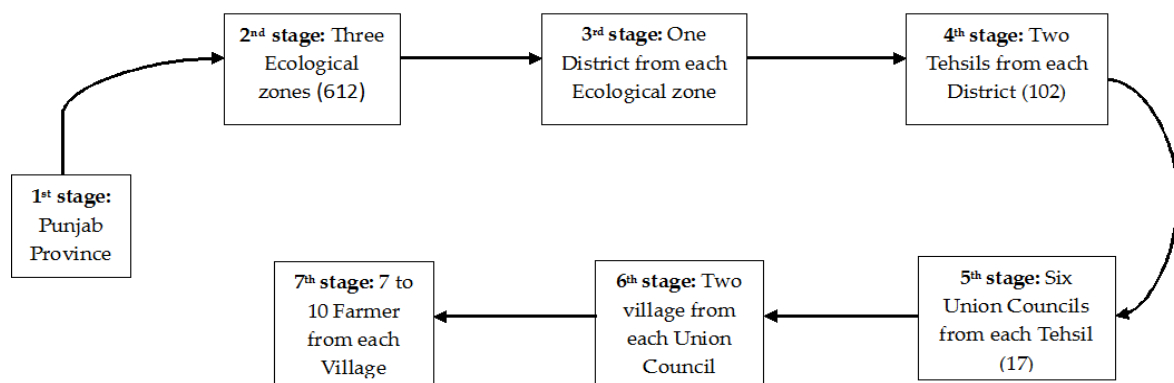 1st stage:
Punjab
Province
2nd stage: Three
Ecological
zones (612)
3rd stage: One
District from each
Ecological zone
4th stage: Two
Tehsils from each
District (102)
5th stage: Six
Union Councils
from each Tehsil
(17)
6th stage: Two
village from
each Union
Council
7th stage: 7 to
10 Farmer
from each
Village